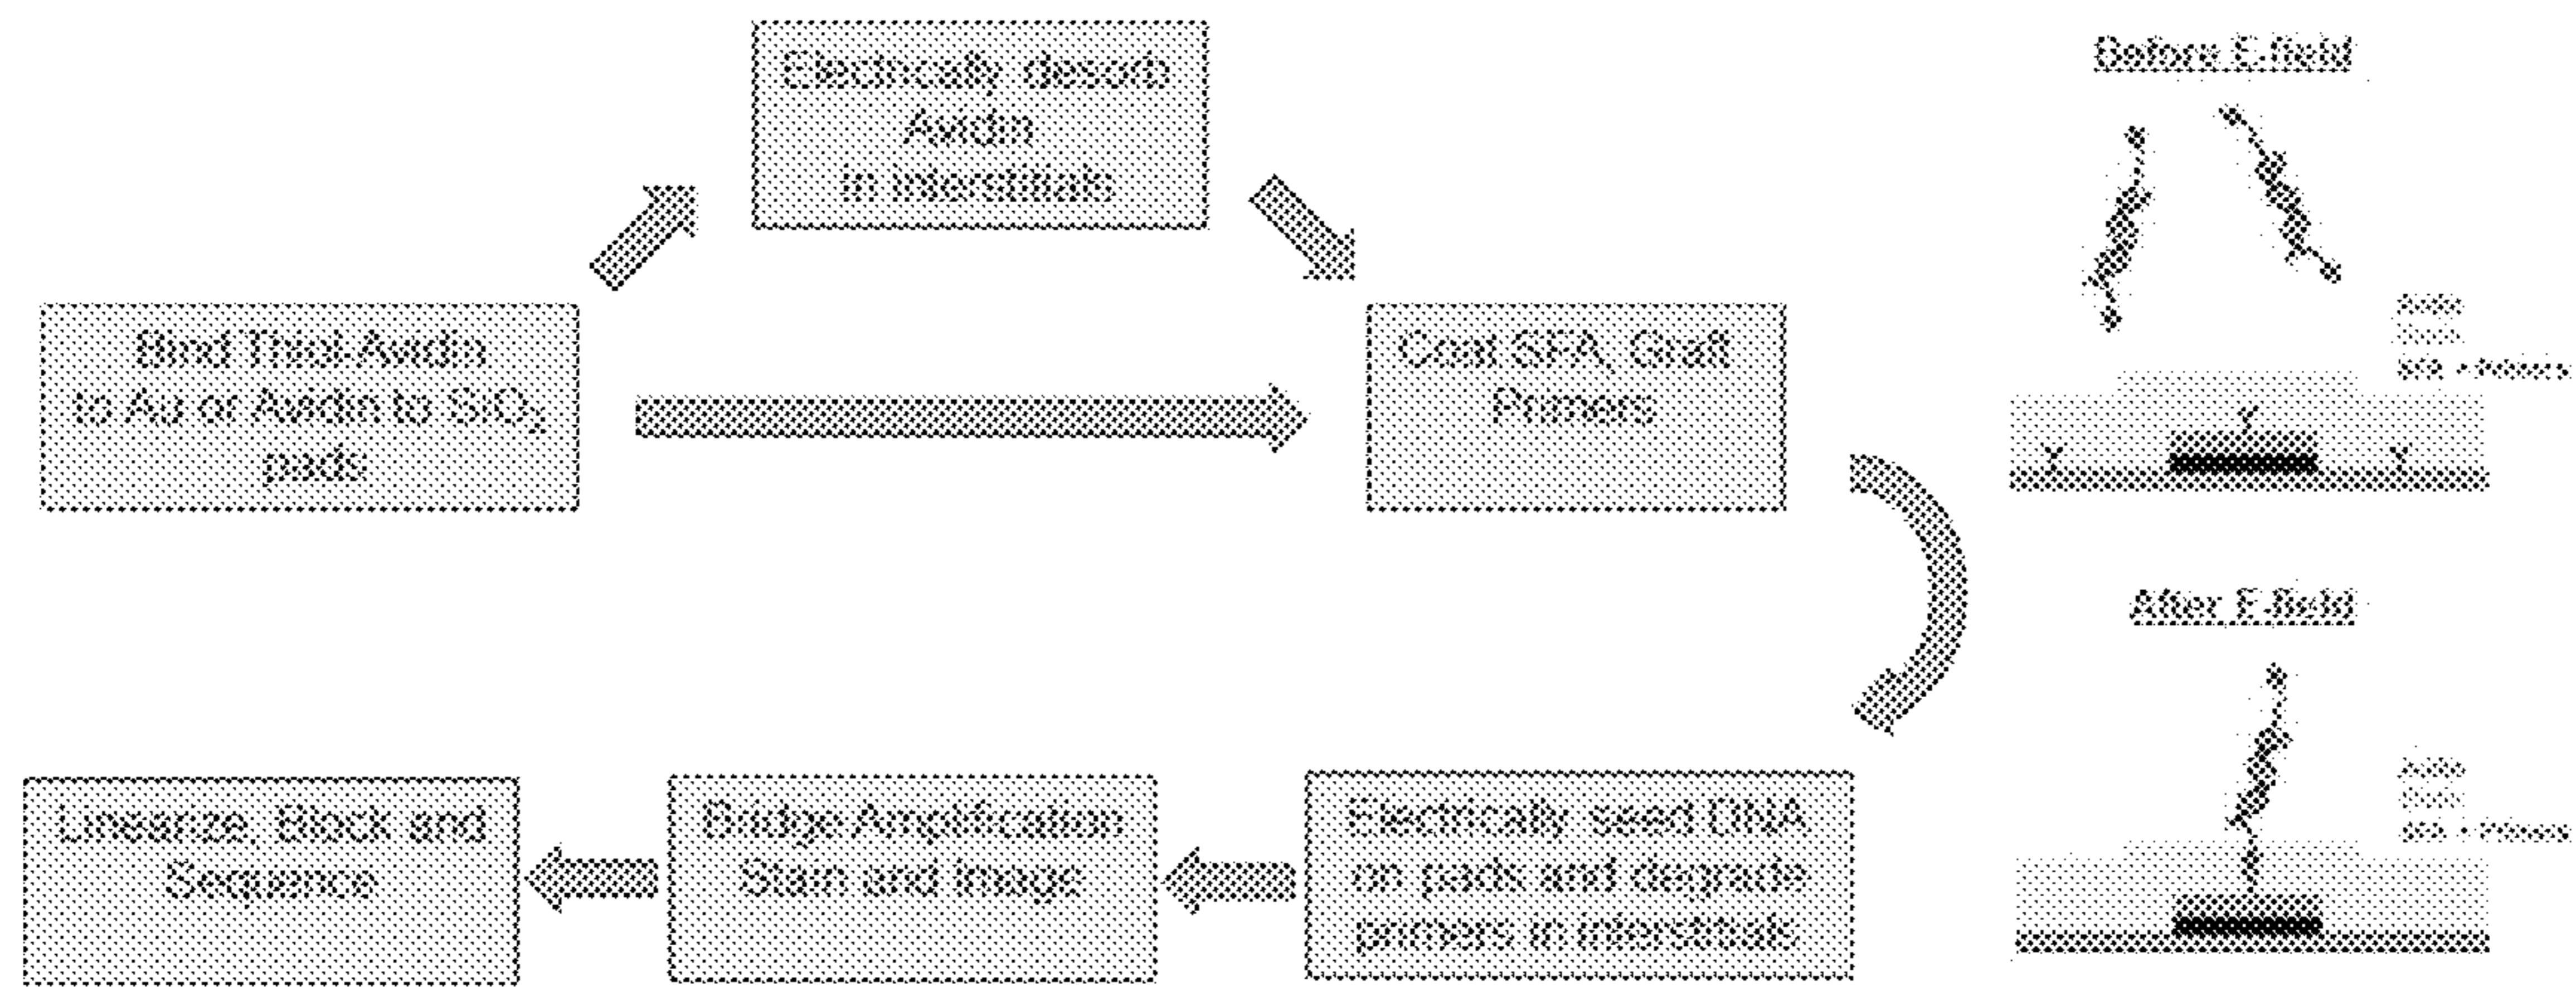 Electrically desorb
Avidin
in interstitials
Bind Thiol-Avidin
to Au or Avidin to SiO2
pads
Coat SFA, Graft
Primers
Electrically seed DNA
on pads and degrade
primers in interstitials
Bridge Amplification
Stain and Image
Linearize, Block and
Sequence
Before E-field
After E-field